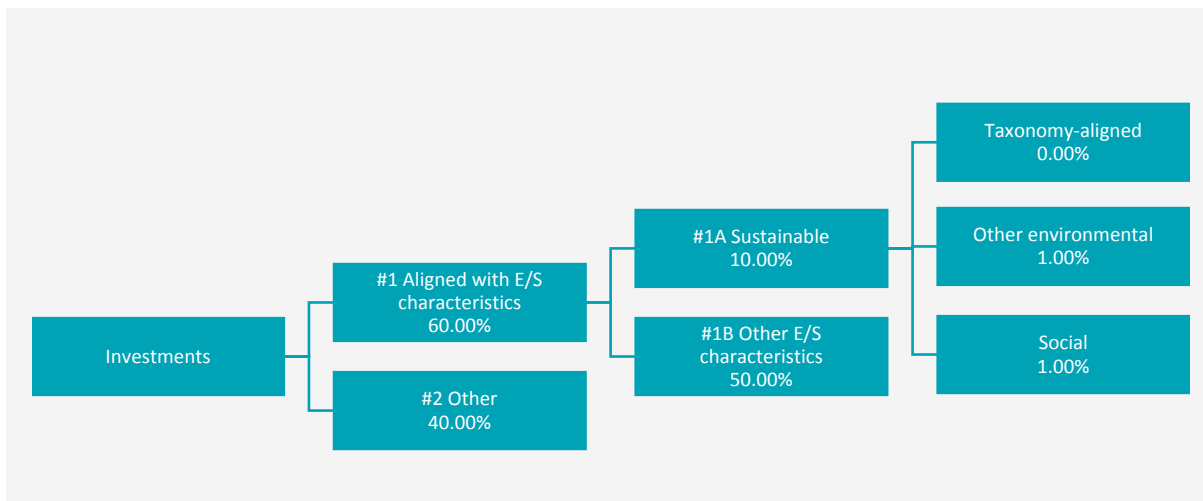 Investments
#1 Aligned with E/S
characteristics
60.00%
#2 Other
40.00%
#1A Sustainable
10.00%
#1B Other E/S
characteristics
50.00%
Taxonomy-aligned
0.00%
Other environmental
1.00%
Social
1.00%